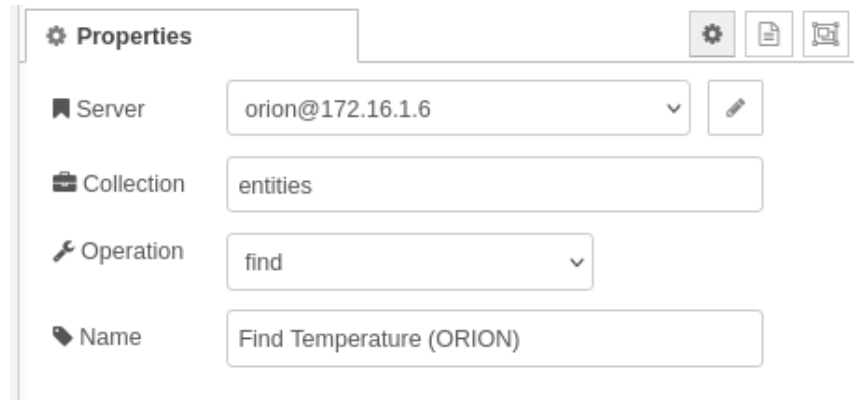 Properties
Server
orion@172.16.1.6
Collection
entities
Operation
find
Name
Find Temperature (ORION)